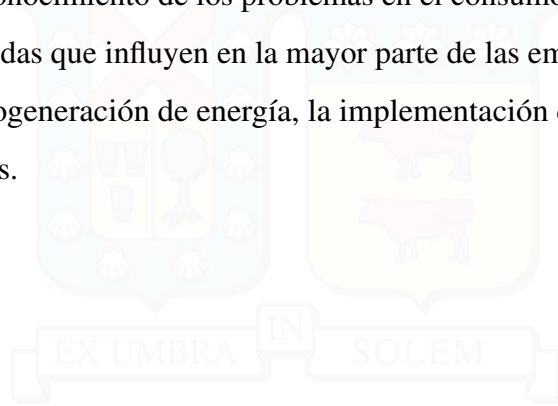 onocimiento de los problemas en el consumo
das que influyen en la mayor parte de las em
ogeneración de energía, la implementación
s.
EX UMBRA IN SOLEM